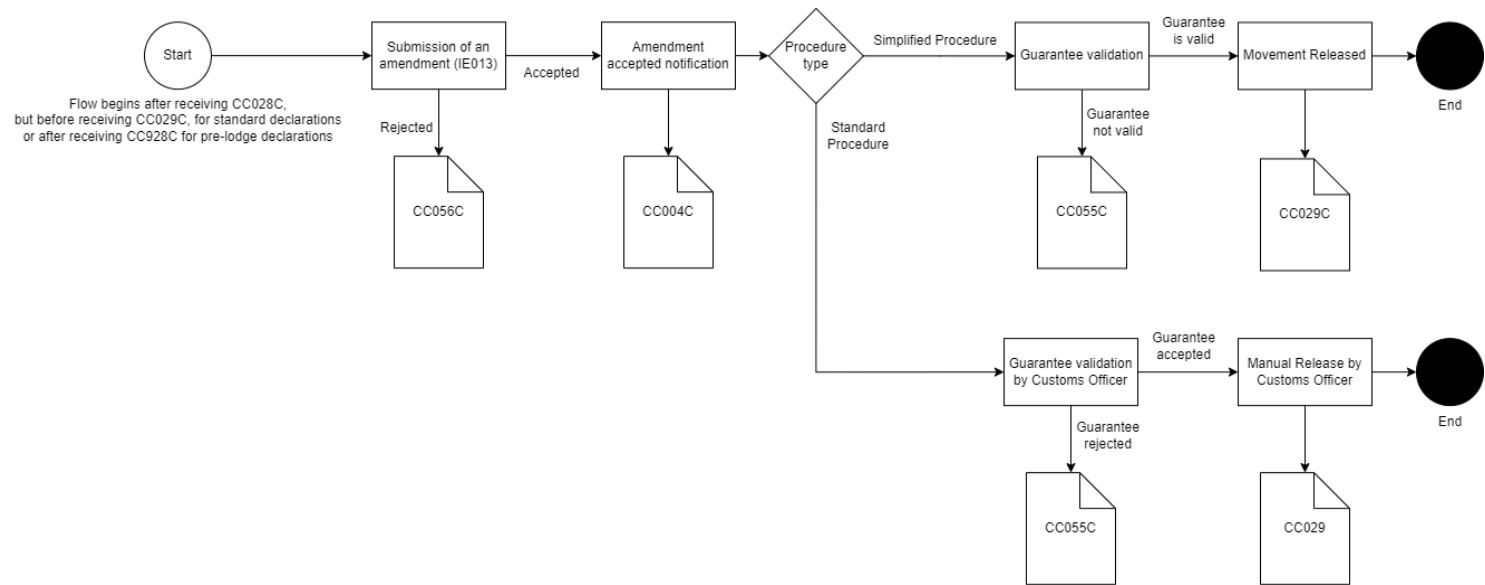 Start
Flow begins after receiving CC028C,
but before receiving CC029C, for standard declarations
or after receiving CC928C for pre-lodge declarations
Submission of an
amendment (IE013)
Accepted
Rejected
CC056C
Amendment
accepted notification
CC004C
Procedure
type
Simplified Procedure
Standard
Procedure
Guarantee validation
Guarantee
is valid
Guarantee
not valid
CC055C
Movement Released
CC029C
End
Guarantee validation
by Customs Officer
Guarantee
accepted
Guarantee
rejected
CC055C
Manual Release by
Customs Officer
CC029
End